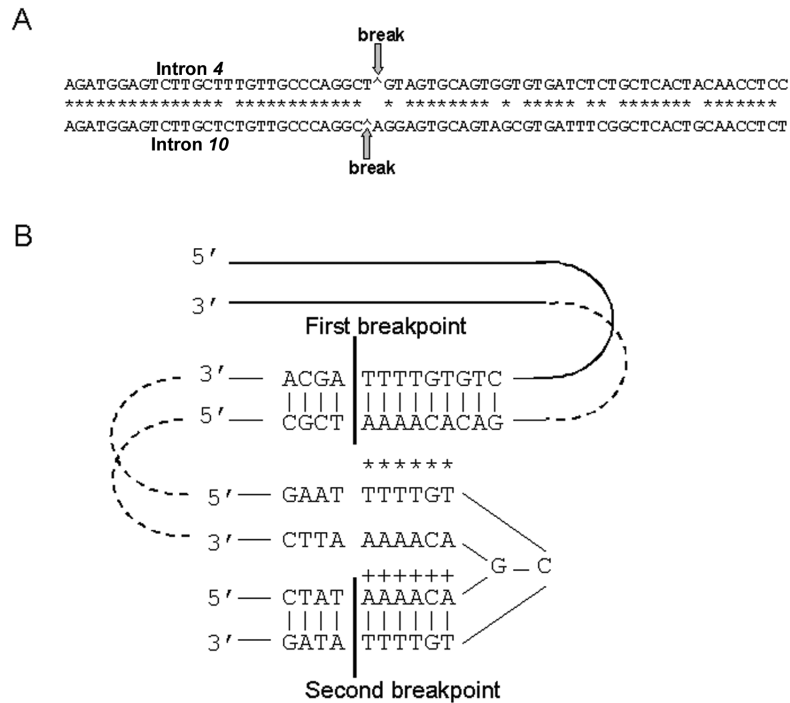 A
break
Intron 4
AGATGGAGTCTTGCTTTGTTGCCCAGGCT^GTAGTGCAGTGGTGTGATCTCTGCTCACTACAACCTCC
*************** ************  * ******** * ***** ** ******* *******
AGATGGAGTCTTGCTCTGTTGCCCAGGC^AGGAGTGCAGTAGCGTGATTTCGGCTCACTGCAACCTCT
Intron 10
break
B
5'
3'
First breakpoint
3' ACGA TTTTGTGTC
5' CGCT AAAACACAG
******
5' GAAT TTTTGT
3' CTTA AAAACA
G – C
++++++
5' CTAT AAAACA
3' GATA TTTTGT
Second breakpoint